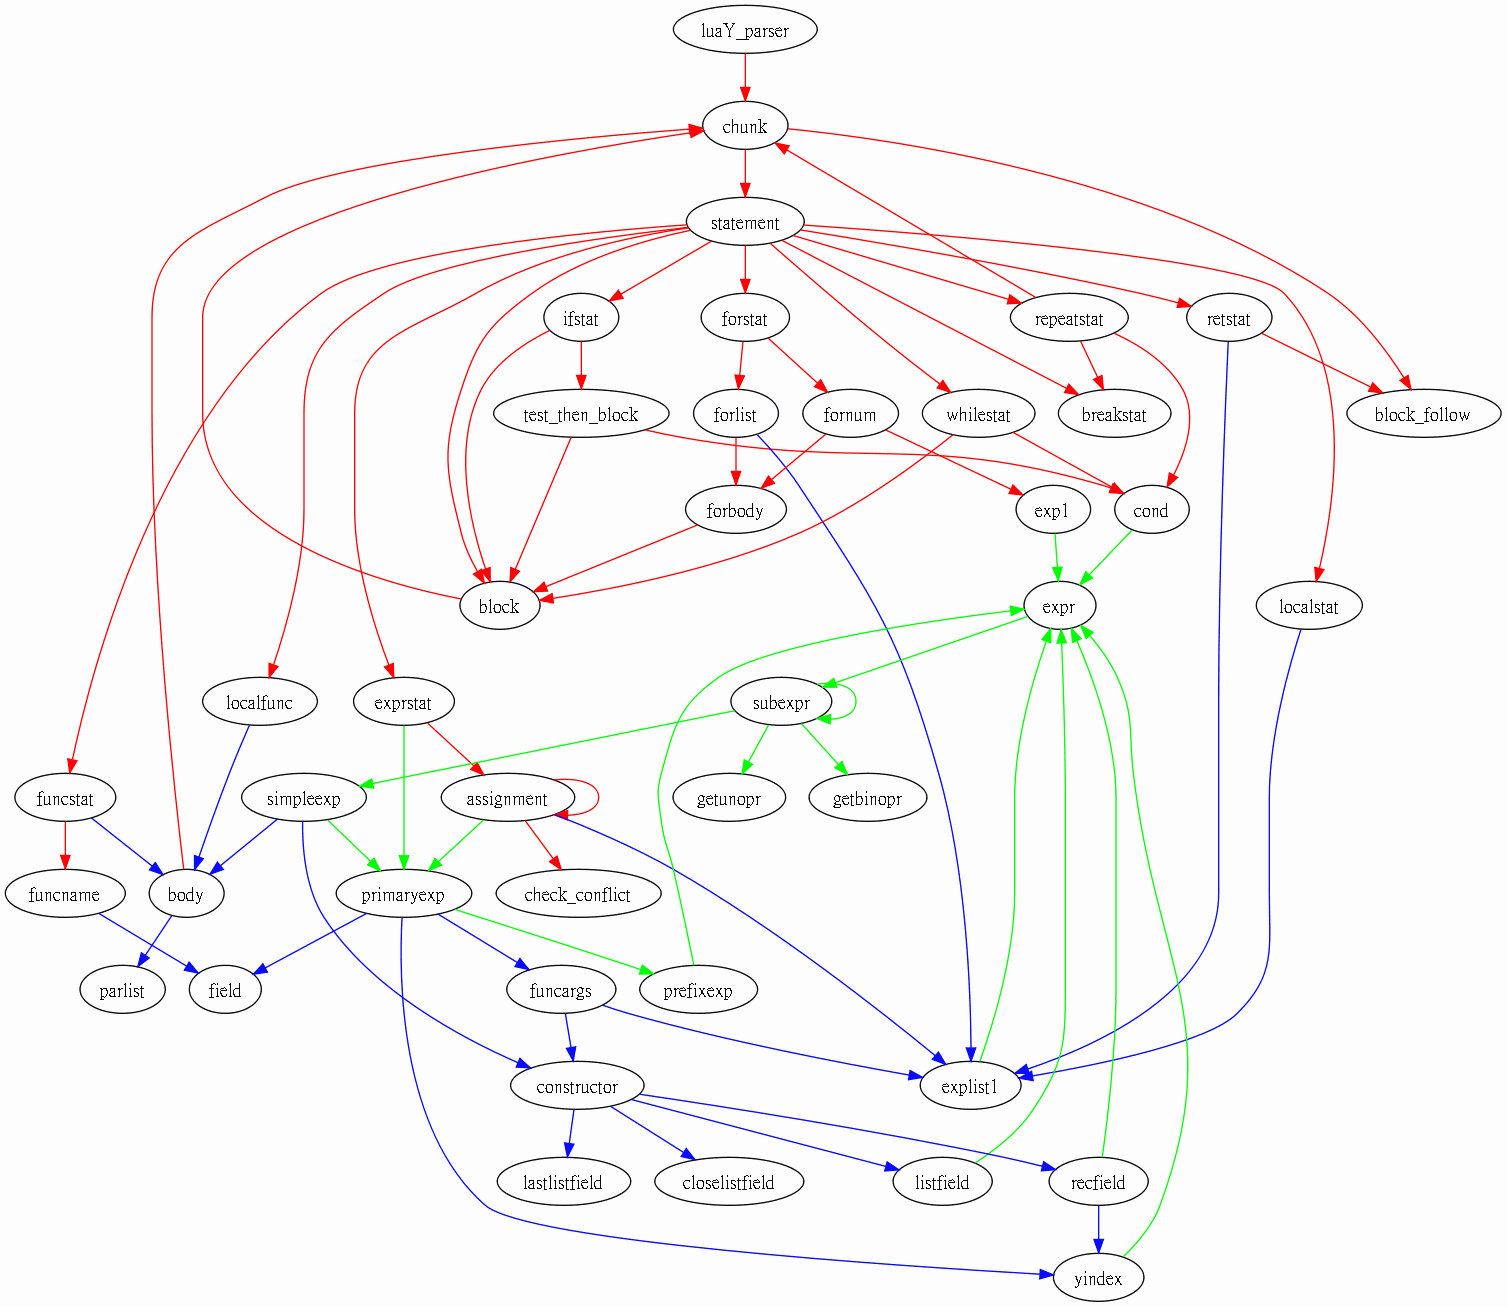 luaY_parser
chunk
statement
ifstat
forstat
repeatstat
retstat
test_then_block
forlist
fornum
whilestat
breakstat
block_follow
forbody
exp1
cond
block
expr
localstat
localfunc
exprstat
subexpr
funcstat
simpleexp
assignment
getunopr
getbinopr
funcname
body
primaryexp
check_conflict
parlist
field
funcargs
prefixexp
constructor
explist1
lastlistfield
closelistfield
listfield
recfield
yindex